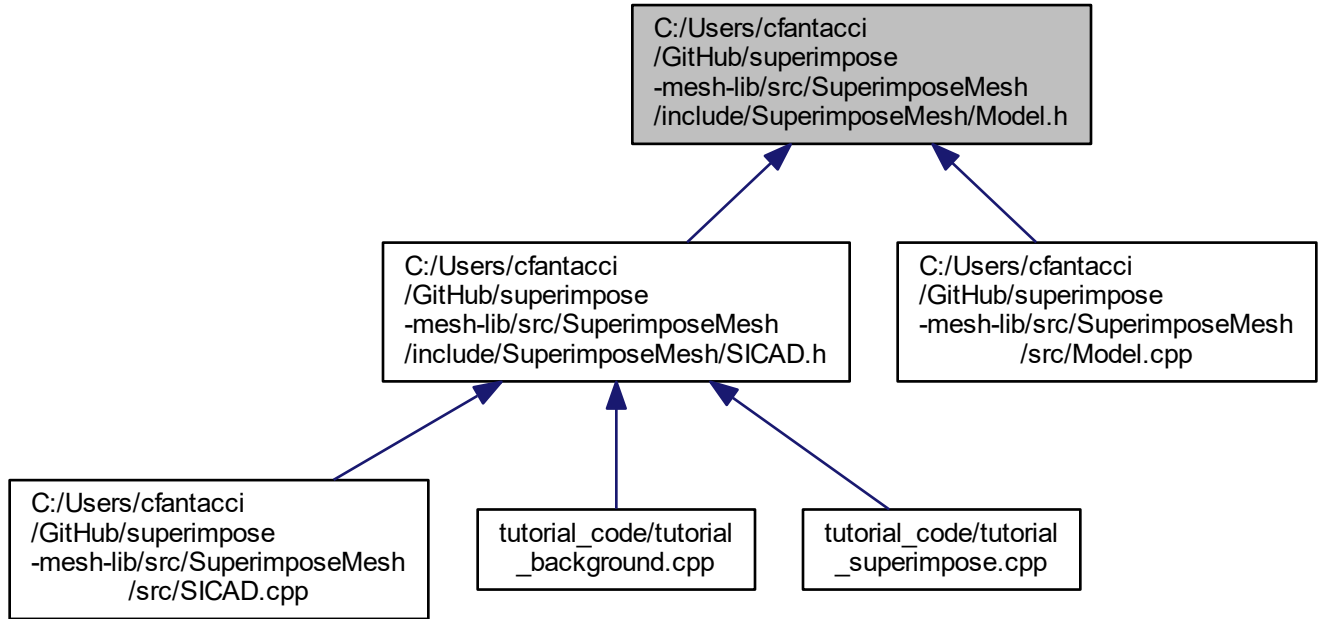 C:/Users/cfantacci
/GitHub/superimpose
-mesh-lib/src/SuperimposeMesh
/include/SuperimposeMesh/Model.h
C:/Users/cfantacci
/GitHub/superimpose
-mesh-lib/src/SuperimposeMesh
/include/SuperimposeMesh/SICAD.h
C:/Users/cfantacci
/GitHub/superimpose
-mesh-lib/src/SuperimposeMesh
/src/Model.cpp
C:/Users/cfantacci
/GitHub/superimpose
-mesh-lib/src/SuperimposeMesh
/src/SICAD.cpp
tutorial_code/tutorial
_background.cpp
tutorial_code/tutorial
_superimpose.cpp